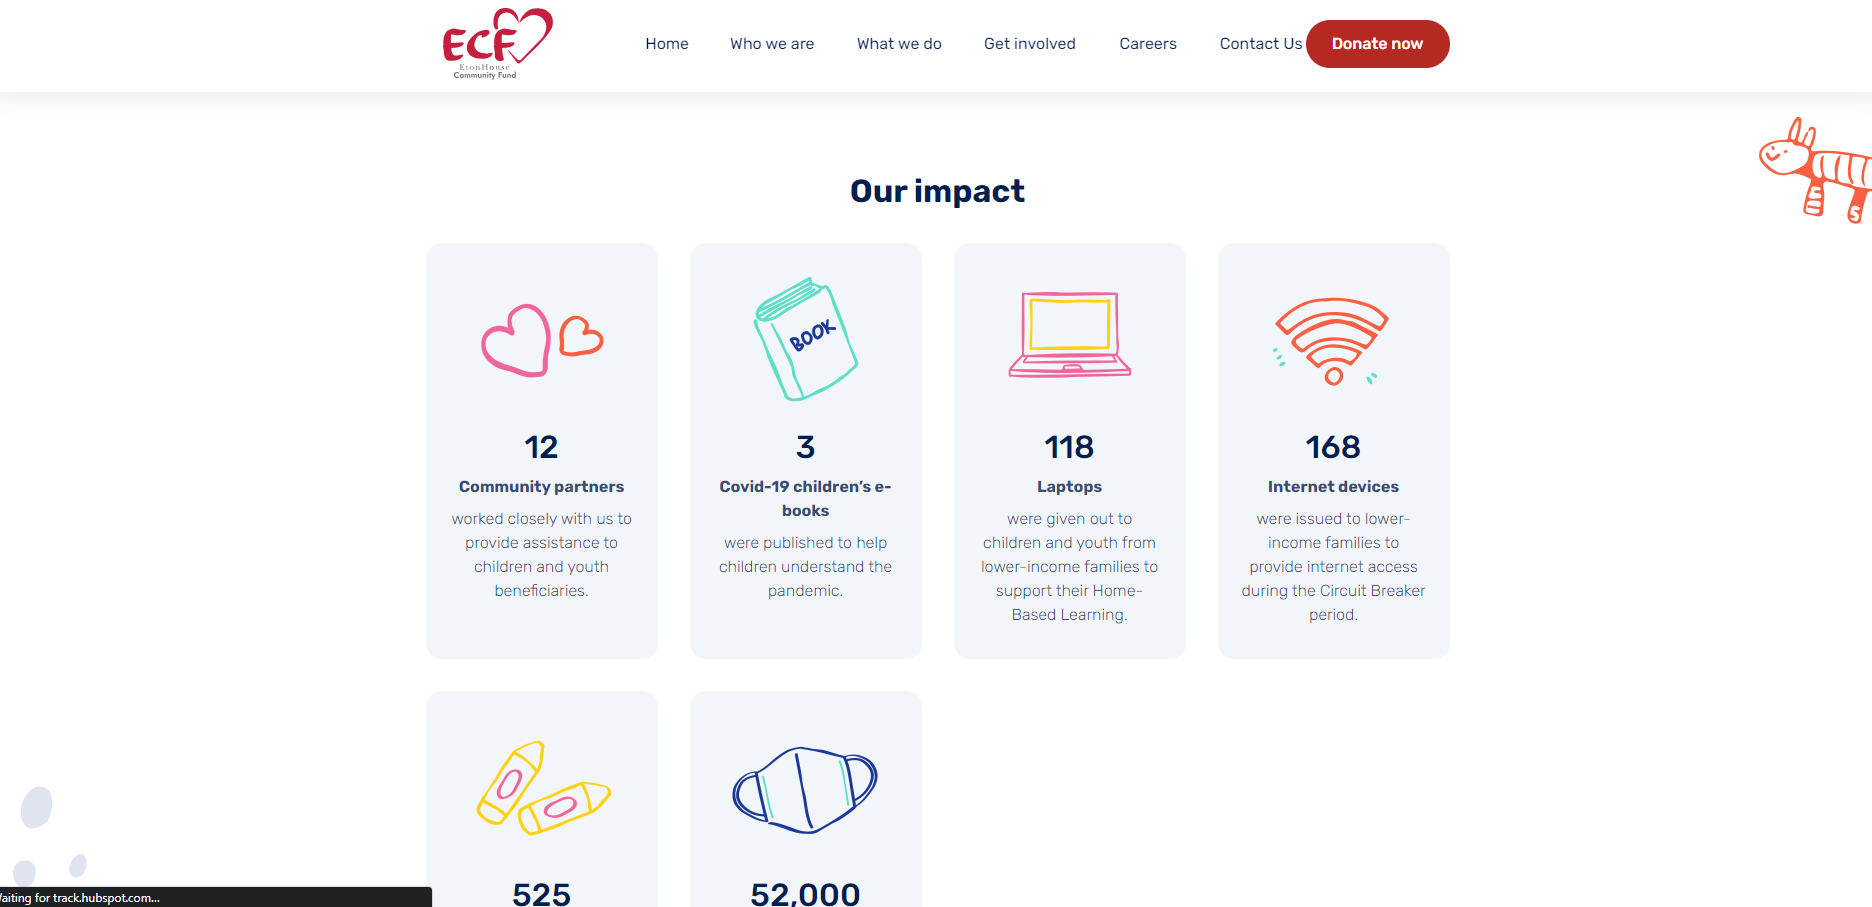 ECF
EtonHouse
Community Fund
Home
Who we are
What we do
Get involved
Careers
Contact Us
Donate now
Our impact
BOOK
12
Community partners
worked closely with us to
provide assistance to
children and youth
beneficiaries.
3
Covid-19 children's e-
books
were published to help
children understand the
pandemic.
118
Laptops
were given out to
children and youth from
lower-income families to
support their Home-
Based Learning.
168
Internet devices
were issued to lower-
income families to
provide internet access
during the Circuit Breaker
period.
525
52,000
aiting for track.hubspot.com...